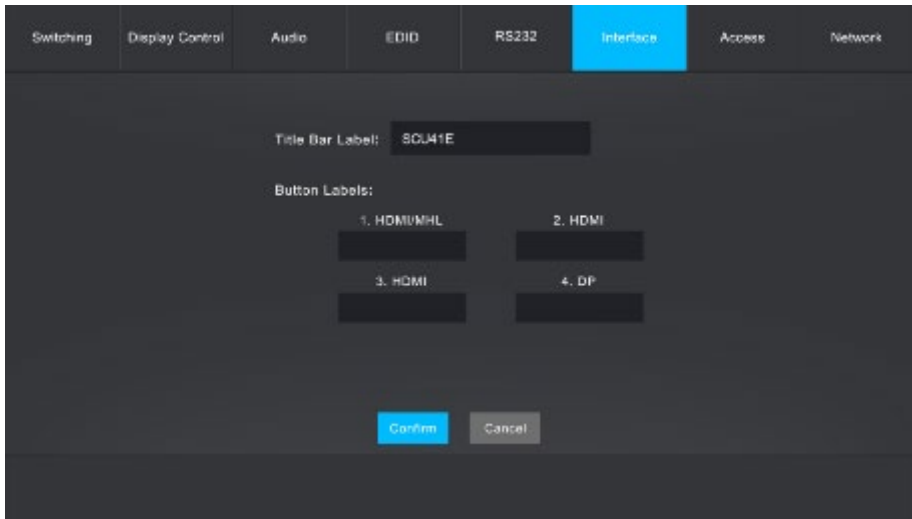 Switching Display Control Audio EDID RS232 Interface Access Network
Title Bar Label: SCU41E
Button Labels:
1. HDMI/MHL 2. HDMI
3. HDMI 4. DP
Confirm Cancel